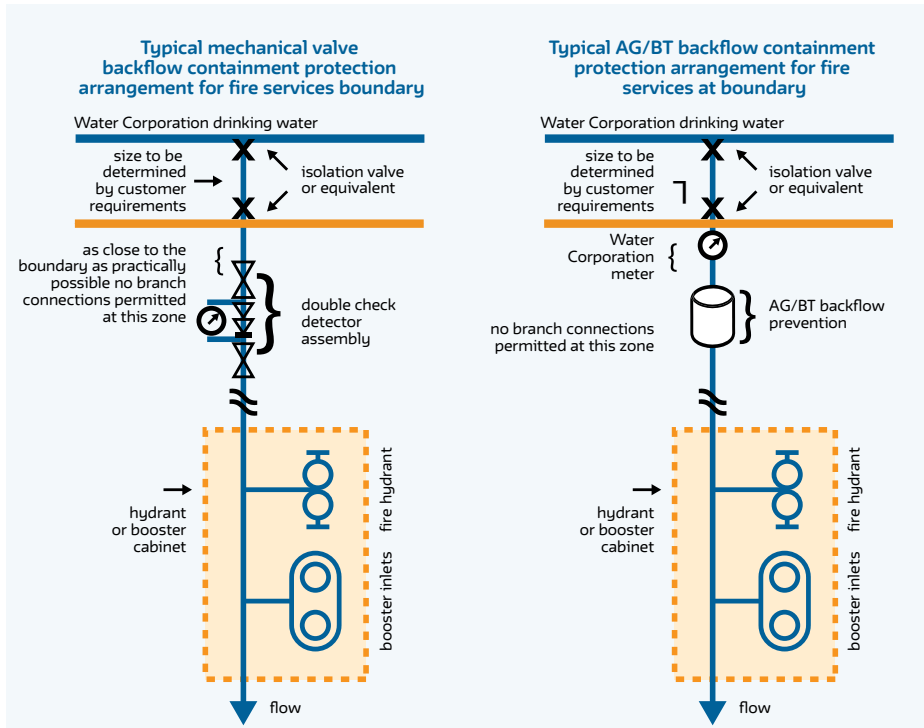 Typical mechanical valve
backflow containment protection
arrangement for fire services boundary
Water Corporation drinking water
size to be
determined
by customer
requirements
isolation valve
or equivalent
as close to the
boundary as practically
possible no branch
connections permitted
at this zone
double check
detector
assembly
hydrant
or booster
cabinet
fire hydrant
booster inlets
flow
Typical AG/BT backflow containment
protection arrangement for fire
services at boundary
Water Corporation drinking water
size to be
determined
by customer
requirements
isolation valve
or equivalent
Water
Corporation
meter
AG/BT backflow
prevention
no branch connections
permitted at this zone
hydrant
or booster
cabinet
fire hydrant
booster inlets
flow